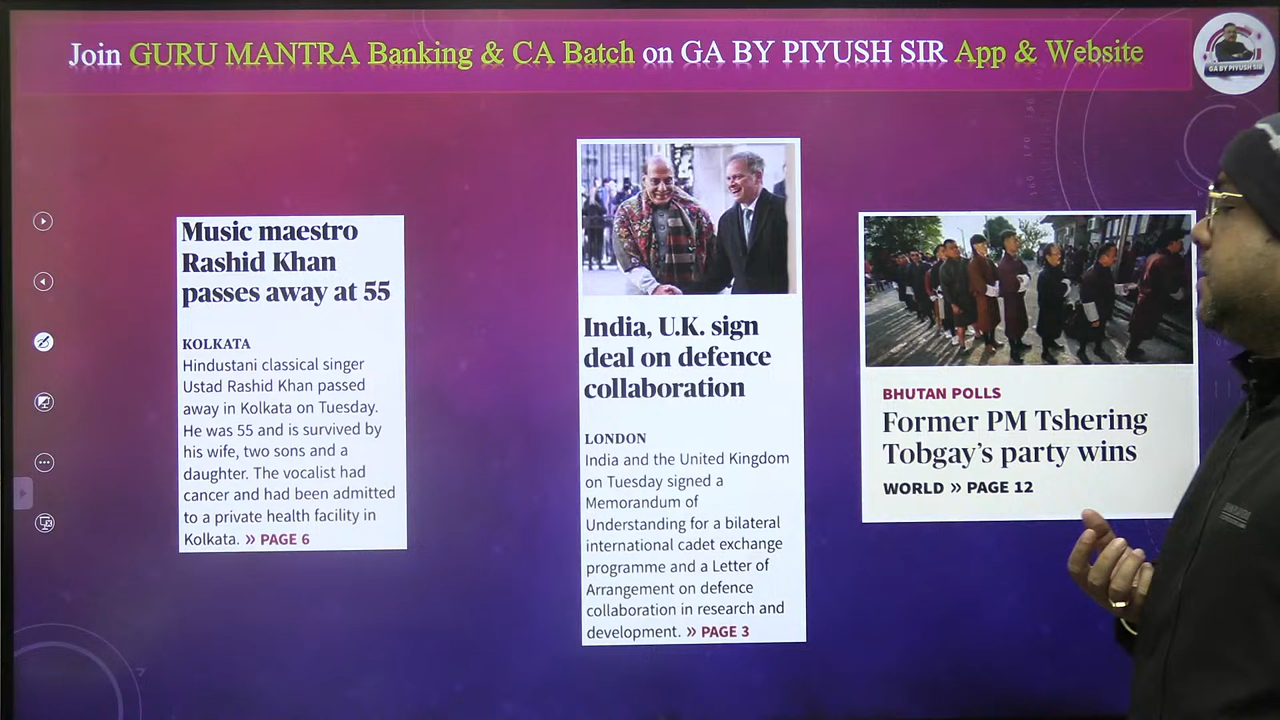 Join GURU MANTRA Banking & CA Batch on GA BY PIYUSH SIR App & Website
GA BY PIYUSH SIR
Music maestro
Rashid Khan
passes away at 55
KOLKATA
Hindustani classical singer
Ustad Rashid Khan passed
away in Kolkata on Tuesday.
He was 55 and is survived by
his wife, two sons and a
daughter. The vocalist had
cancer and had been admitted
to a private health facility in
Kolkata. » PAGE 6
India, U.K. sign
deal on defence
collaboration
LONDON
India and the United Kingdom
on Tuesday signed a
Memorandum of
Understanding for a bilateral
international cadet exchange
programme and a Letter of
Arrangement on defence
collaboration in research and
development. » PAGE 3
BHUTAN POLLS
Former PM Tshering
Tobgay's party wins
WORLD » PAGE 12